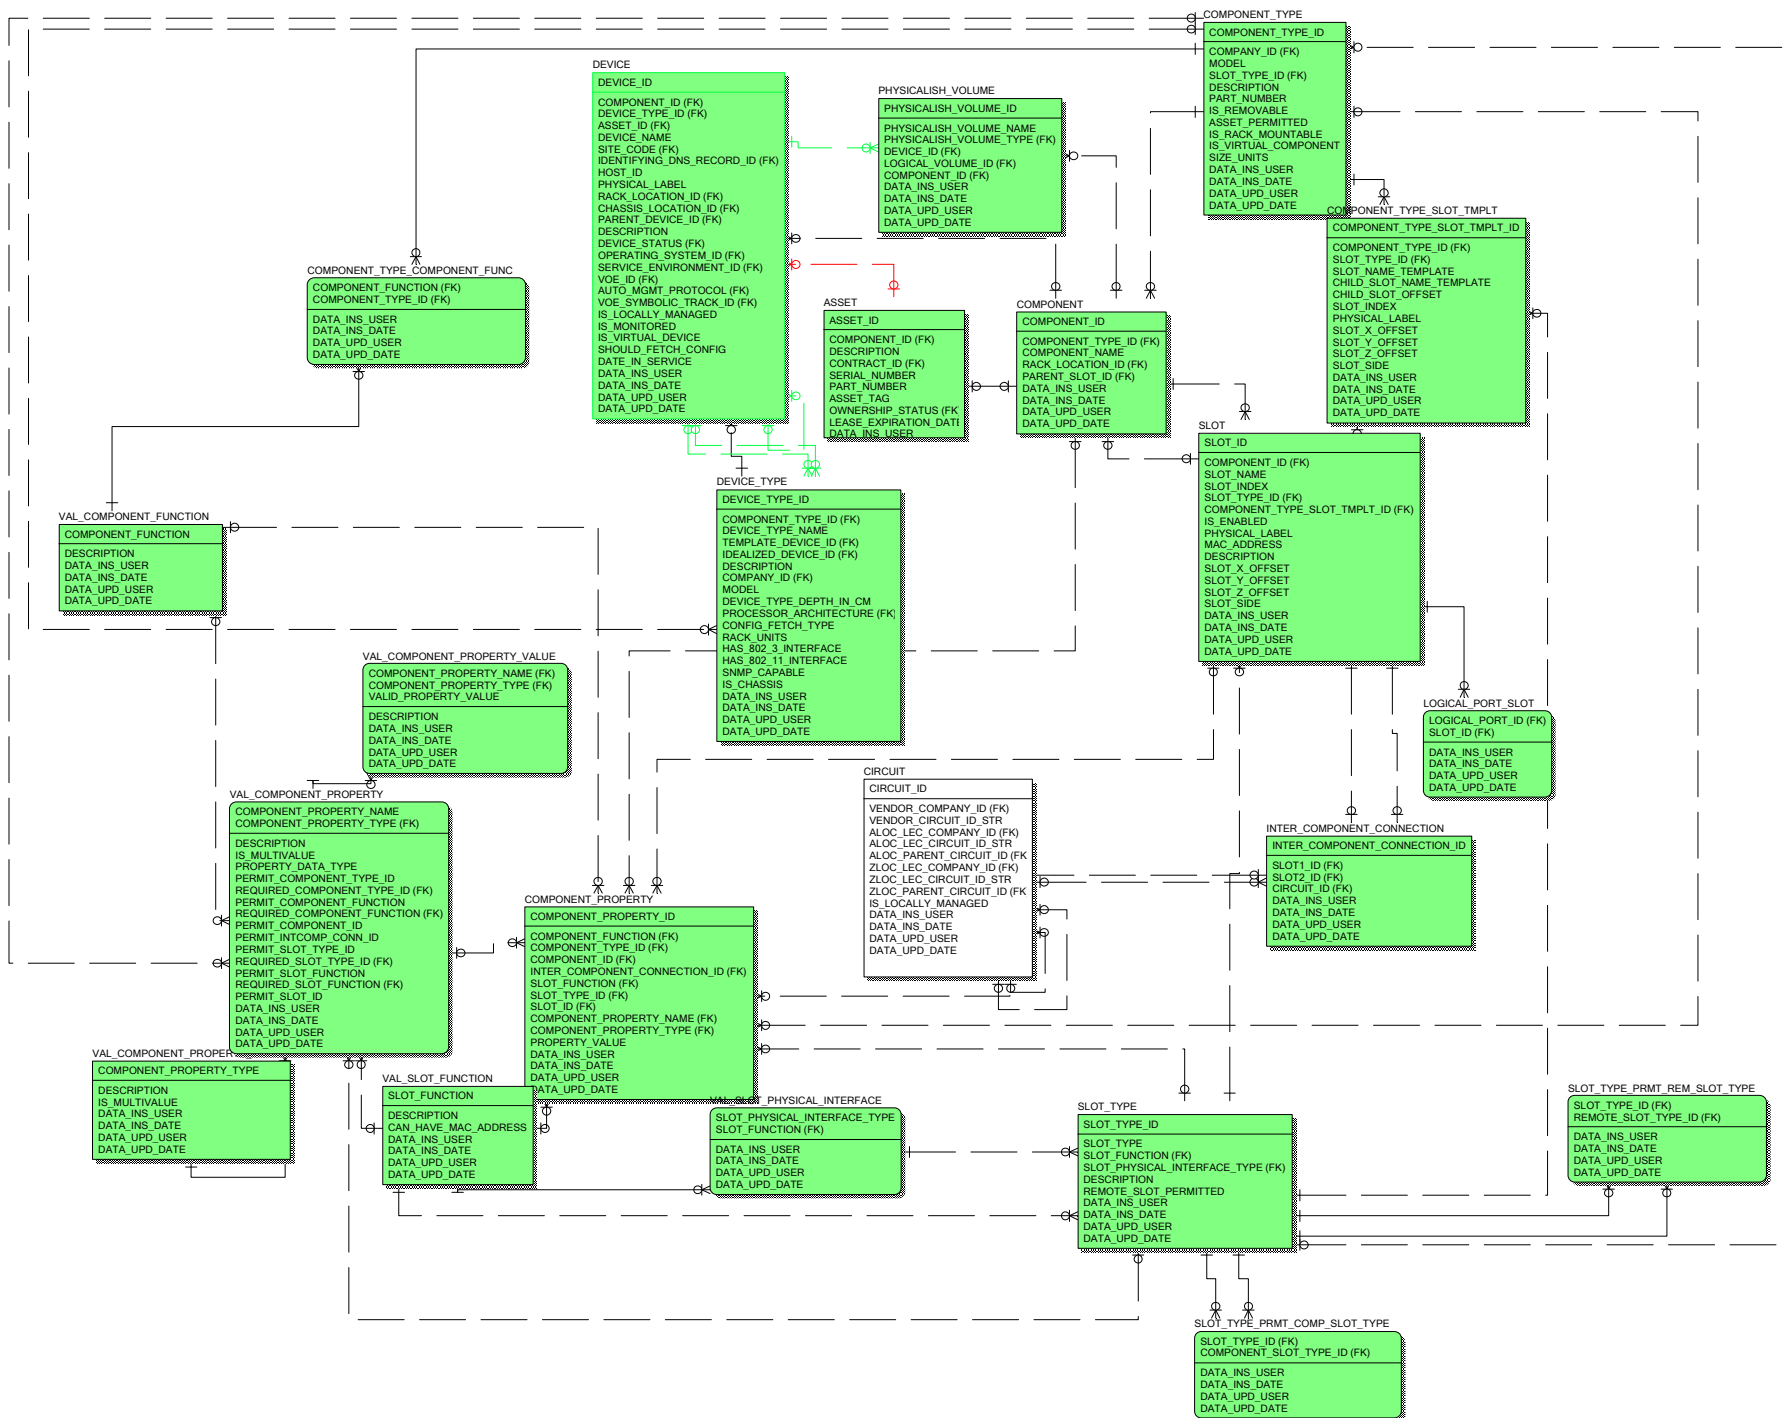 COMPONENT_TYPE
COMPONENT_TYPE_ID
COMPANY_ID (FK)
MODEL
SLOT_TYPE_ID (FK)
DESCRIPTION
PART_NUMBER
IS_REMOVABLE
ASSET_PERMITTED
IS_RACK_MOUNTABLE
IS_VIRTUAL_COMPONENT
SIZE_UNITS
DATA_INS_USER
DATA_INS_DATE
DATA_UPD_USER
DATA_UPD_DATE
DEVICE
DEVICE_ID
COMPONENT_ID (FK)
DEVICE_TYPE_ID (FK)
ASSET_ID (FK)
DEVICE_NAME
SITE_CODE (FK)
IDENTIFYING_DNS_RECORD_ID (FK)
HOST_ID
PHYSICAL_LABEL
RACK_LOCATION_ID (FK)
CHASSIS_LOCATION_ID (FK)
PARENT_DEVICE_ID (FK)
DESCRIPTION
DEVICE_STATUS (FK)
OPERATING_SYSTEM_ID (FK)
SERVICE_ENVIRONMENT_ID (FK)
VOE_ID (FK)
AUTO_MGMT_PROTOCOL (FK)
VOE_SYMBOLIC_TRACK_ID (FK)
IS_LOCALLY_MANAGED
IS_MONITORED
IS_VIRTUAL_DEVICE
SHOULD_FETCH_CONFIG
DATE_IN_SERVICE
DATA_INS_USER
DATA_INS_DATE
DATA_UPD_USER
DATA_UPD_DATE
PHYSICALISH_VOLUME
PHYSICALISH_VOLUME_ID
PHYSICALISH_VOLUME_NAME
PHYSICALISH_VOLUME_TYPE (FK)
DEVICE_ID (FK)
LOGICAL_VOLUME_ID (FK)
COMPONENT_ID (FK)
DATA_INS_USER
DATA_INS_DATE
DATA_UPD_USER
DATA_UPD_DATE
COMPONENT_TYPE_SLOT_TMPLT
COMPONENT_TYPE_SLOT_TMPLT_ID
COMPONENT_TYPE_ID (FK)
SLOT_TYPE_ID (FK)
SLOT_NAME_TEMPLATE
CHILD_SLOT_NAME_TEMPLATE
CHILD_SLOT_OFFSET
SLOT_INDEX
PHYSICAL_LABEL
SLOT_X_OFFSET
SLOT_Y_OFFSET
SLOT_Z_OFFSET
SLOT_SIDE
DATA_INS_USER
DATA_INS_DATE
DATA_UPD_USER
DATA_UPD_DATE
COMPONENT_TYPE_COMPONENT_FUNC
COMPONENT_FUNCTION (FK)
COMPONENT_TYPE_ID (FK)
DATA_INS_USER
DATA_INS_DATE
DATA_UPD_USER
DATA_UPD_DATE
ASSET
ASSET_ID
COMPONENT_ID (FK)
DESCRIPTION
CONTRACT_ID (FK)
SERIAL_NUMBER
PART_NUMBER
ASSET_TAG
OWNERSHIP_STATUS (FK
LEASE_EXPIRATION_DATE
DATA_INS_USER
COMPONENT
COMPONENT_ID
COMPONENT_TYPE_ID (FK)
COMPONENT_NAME
RACK_LOCATION_ID (FK)
PARENT_SLOT_ID (FK)
DATA_INS_USER
DATA_INS_DATE
DATA_UPD_USER
DATA_UPD_DATE
SLOT
SLOT_ID
COMPONENT_ID (FK)
SLOT_NAME
SLOT_INDEX
SLOT_TYPE_ID (FK)
COMPONENT_TYPE_SLOT_TMPLT_ID (FK)
IS_ENABLED
PHYSICAL_LABEL
MAC_ADDRESS
DESCRIPTION
SLOT_X_OFFSET
SLOT_Y_OFFSET
SLOT_Z_OFFSET
SLOT_SIDE
DATA_INS_USER
DATA_INS_DATE
DATA_UPD_USER
DATA_UPD_DATE
DEVICE_TYPE
DEVICE_TYPE_ID
COMPONENT_TYPE_ID (FK)
DEVICE_TYPE_NAME
TEMPLATE_DEVICE_ID (FK)
IDEALIZED_DEVICE_ID (FK)
DESCRIPTION
COMPANY_ID (FK)
MODEL
DEVICE_TYPE_DEPTH_IN_CM
PROCESSOR_ARCHITECTURE (FK)
CONFIG_FETCH_TYPE
RACK_UNITS
HAS_802_3_INTERFACE
HAS_802_11_INTERFACE
SNMP_CAPABLE
IS_CHASSIS
DATA_INS_USER
DATA_INS_DATE
DATA_UPD_USER
DATA_UPD_DATE
VAL_COMPONENT_FUNCTION
COMPONENT_FUNCTION
DESCRIPTION
DATA_INS_USER
DATA_INS_DATE
DATA_UPD_USER
DATA_UPD_DATE
VAL_COMPONENT_PROPERTY_VALUE
COMPONENT_PROPERTY_NAME (FK)
COMPONENT_PROPERTY_TYPE (FK)
VALID_PROPERTY_VALUE
DESCRIPTION
DATA_INS_USER
DATA_INS_DATE
DATA_UPD_USER
DATA_UPD_DATE
LOGICAL_PORT_SLOT
LOGICAL_PORT_ID (FK)
SLOT_ID (FK)
DATA_INS_USER
DATA_INS_DATE
DATA_UPD_USER
DATA_UPD_DATE
CIRCUIT
CIRCUIT_ID
VENDOR_COMPANY_ID (FK)
VENDOR_CIRCUIT_ID_STR
ALOC_LEC_COMPANY_ID (FK)
ALOC_LEC_CIRCUIT_ID_STR
ALOC_PARENT_CIRCUIT_ID (FK
ZLOC_LEC_COMPANY_ID (FK)
ZLOC_LEC_CIRCUIT_ID_STR
ZLOC_PARENT_CIRCUIT_ID (FK
IS_LOCALLY_MANAGED
DATA_INS_USER
DATA_INS_DATE
DATA_UPD_USER
DATA_UPD_DATE
VAL_COMPONENT_PROPERTY
COMPONENT_PROPERTY_NAME
COMPONENT_PROPERTY_TYPE (FK)
DESCRIPTION
IS_MULTIVALUE
PROPERTY_DATA_TYPE
PERMIT_COMPONENT_TYPE_ID
REQUIRED_COMPONENT_TYPE_ID (FK)
PERMIT_COMPONENT_FUNCTION
REQUIRED_COMPONENT_FUNCTION (FK)
PERMIT_COMPONENT_ID
PERMIT_INTCOMP_CONN_ID
PERMIT_SLOT_TYPE_ID
REQUIRED_SLOT_TYPE_ID (FK)
PERMIT_SLOT_FUNCTION
REQUIRED_SLOT_FUNCTION (FK)
PERMIT_SLOT_ID
DATA_INS_USER
DATA_INS_DATE
DATA_UPD_USER
DATA_UPD_DATE
INTER_COMPONENT_CONNECTION
INTER_COMPONENT_CONNECTION_ID
SLOT1_ID (FK)
SLOT2_ID (FK)
CIRCUIT_ID (FK)
DATA_INS_USER
DATA_INS_DATE
DATA_UPD_USER
DATA_UPD_DATE
COMPONENT_PROPERTY
COMPONENT_PROPERTY_ID
COMPONENT_FUNCTION (FK)
COMPONENT_TYPE_ID (FK)
COMPONENT_ID (FK)
INTER_COMPONENT_CONNECTION_ID (FK)
SLOT_FUNCTION (FK)
SLOT_TYPE_ID (FK)
SLOT_ID (FK)
COMPONENT_PROPERTY_NAME (FK)
COMPONENT_PROPERTY_TYPE (FK)
PROPERTY_VALUE
DATA_INS_USER
DATA_INS_DATE
DATA_UPD_USER
DATA_UPD_DATE
VAL_COMPONENT_PROPER
COMPONENT_PROPERTY_TYPE
DESCRIPTION
IS_MULTIVALUE
DATA_INS_USER
DATA_INS_DATE
DATA_UPD_USER
DATA_UPD_DATE
VAL_SLOT_FUNCTION
SLOT_FUNCTION
DESCRIPTION
CAN_HAVE_MAC_ADDRESS
DATA_INS_USER
DATA_INS_DATE
DATA_UPD_USER
DATA_UPD_DATE
VAL_SLOT_PHYSICAL_INTERFACE
SLOT_PHYSICAL_INTERFACE_TYPE
SLOT_FUNCTION (FK)
DATA_INS_USER
DATA_INS_DATE
DATA_UPD_USER
DATA_UPD_DATE
SLOT_TYPE
SLOT_TYPE_ID
SLOT_TYPE
SLOT_FUNCTION (FK)
SLOT_PHYSICAL_INTERFACE_TYPE (FK)
DESCRIPTION
REMOTE_SLOT_PERMITTED
DATA_INS_USER
DATA_INS_DATE
DATA_UPD_USER
DATA_UPD_DATE
SLOT_TYPE_PRMT_REM_SLOT_TYPE
SLOT_TYPE_ID (FK)
REMOTE_SLOT_TYPE_ID (FK)
DATA_INS_USER
DATA_INS_DATE
DATA_UPD_USER
DATA_UPD_DATE
SLOT_TYPE_PRMT_COMP_SLOT_TYPE
SLOT_TYPE_ID (FK)
COMPONENT_SLOT_TYPE_ID (FK)
DATA_INS_USER
DATA_INS_DATE
DATA_UPD_USER
DATA_UPD_DATE